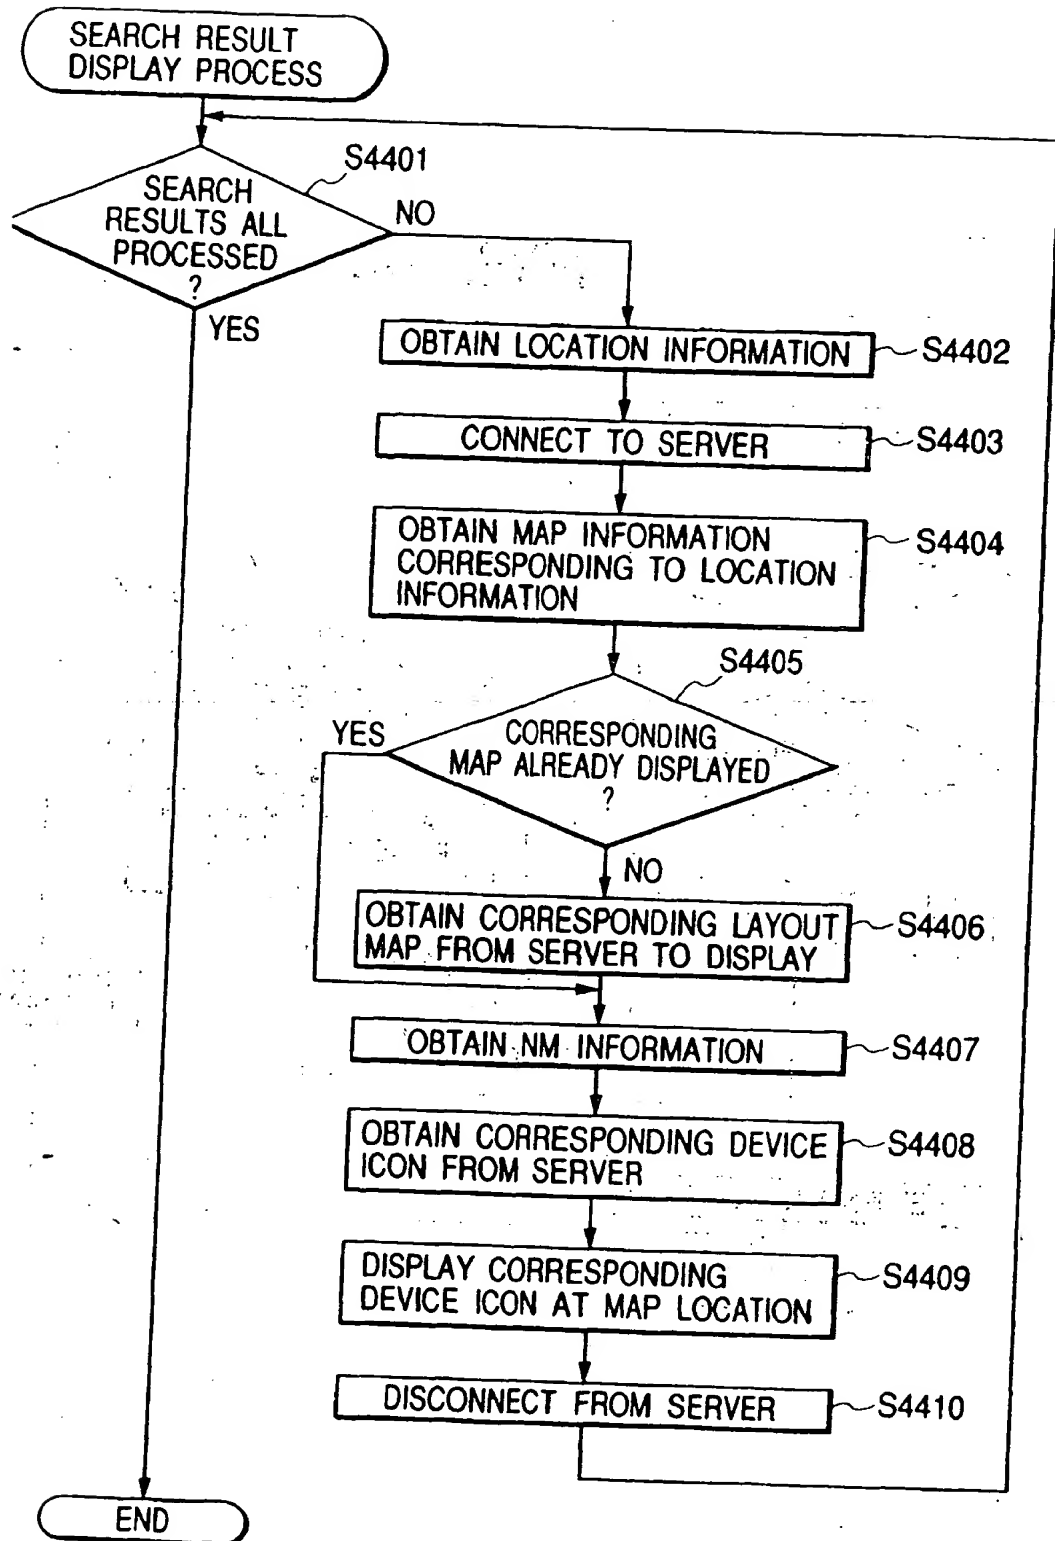 SEARCH RESULT
DISPLAY PROCESS
S4401
SEARCH
RESULTS ALL
PROCESSED
?
NO
YES
OBTAIN LOCATION INFORMATION
S4402
CONNECT TO SERVER
S4403
OBTAIN MAP INFORMATION
CORRESPONDING TO LOCATION
INFORMATION
S4404
S4405
CORRESPONDING
MAP ALREADY DISPLAYED
?
YES
NO
OBTAIN CORRESPONDING LAYOUT
MAP FROM SERVER TO DISPLAY
S4406
OBTAIN NM INFORMATION
S4407
OBTAIN CORRESPONDING DEVICE
ICON FROM SERVER
S4408
DISPLAY CORRESPONDING
DEVICE ICON AT MAP LOCATION
S4409
DISCONNECT FROM SERVER
S4410
END